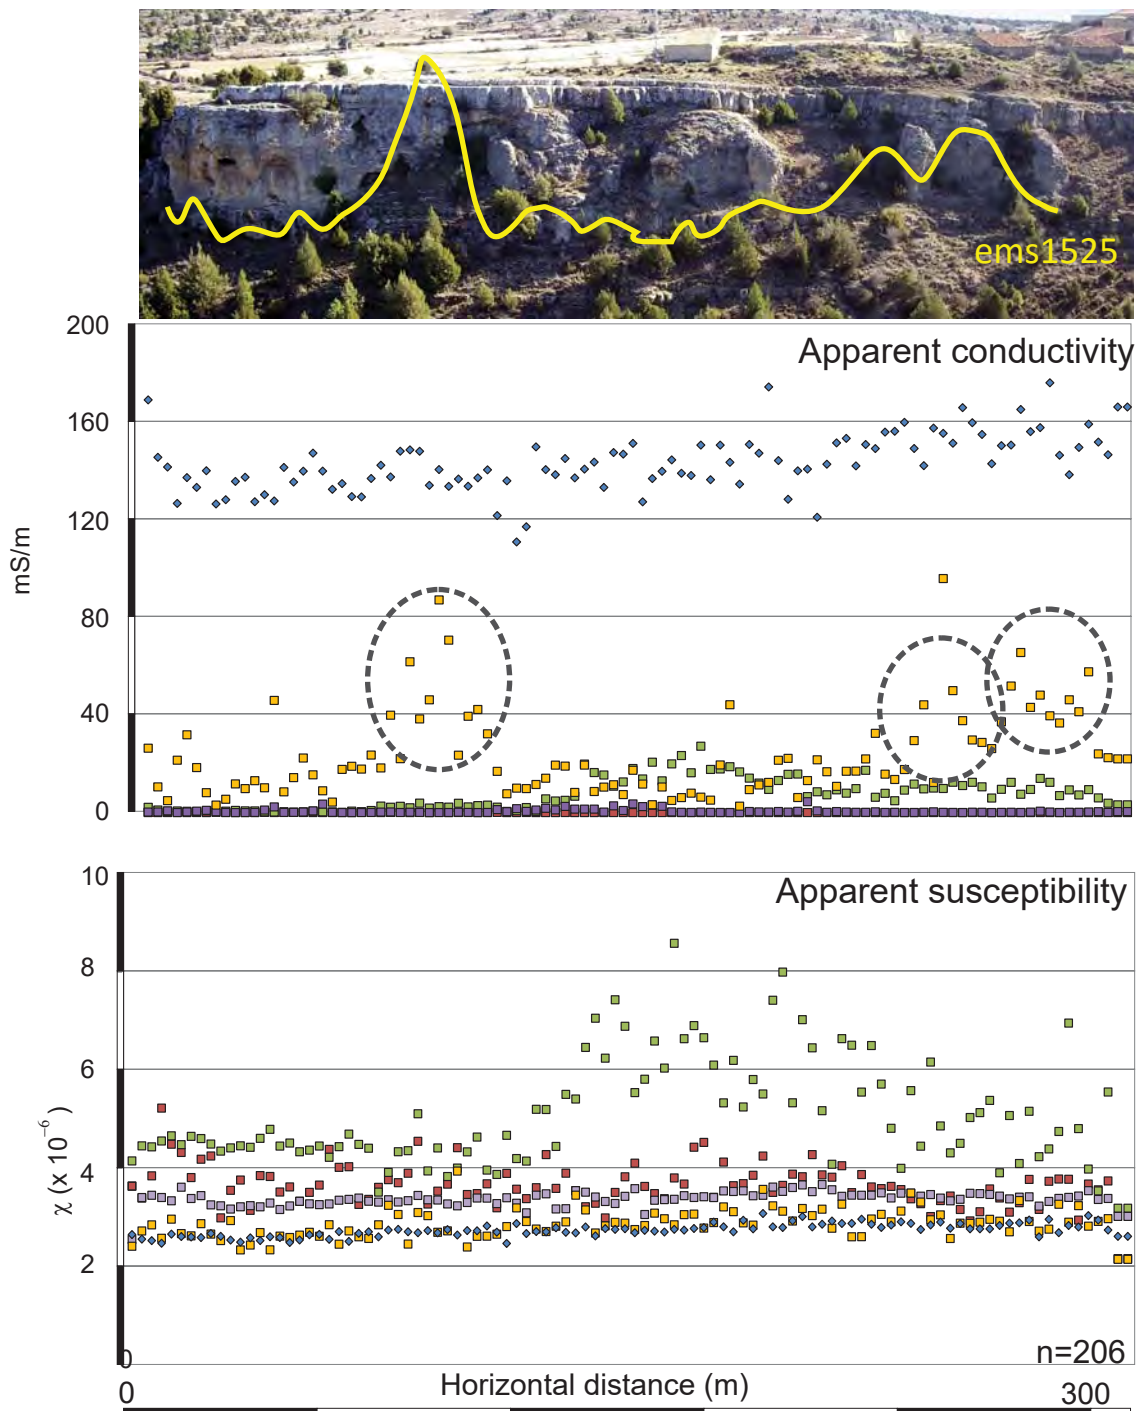 ems1525
200
Apparent conductivity
160
120
mS/m
80
40
0
10
Apparent susceptibility
8
6
χ (x 10⁻⁶)
4
2
0
n=206
0
Horizontal distance (m)
300